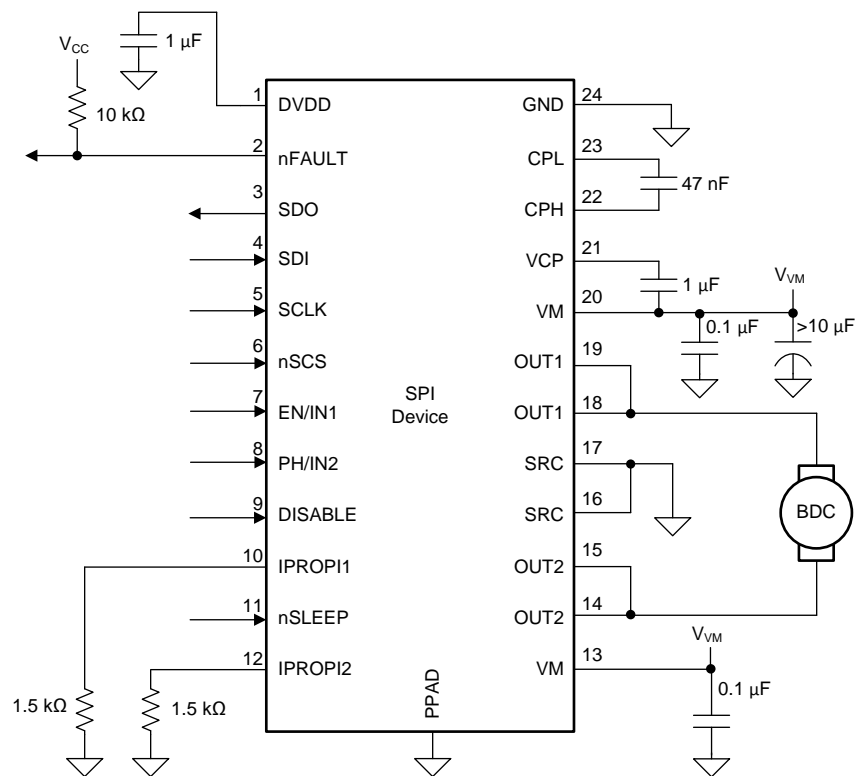 V_CC
1 µF
10 kΩ
1
DVDD
GND
24
2
nFAULT
CPL
23
47 nF
3
SDO
CPH
22
4
SDI
VCP
21
1 µF
V_VM
5
SCLK
VM
20
0.1 µF
>10 µF
6
nSCS
OUT1
19
SPI
Device
7
EN/IN1
OUT1
18
8
PH/IN2
SRC
17
BDC
9
DISABLE
SRC
16
10
IPROPI1
OUT2
15
11
nSLEEP
OUT2
14
12
IPROPI2
VM
13
V_VM
0.1 µF
1.5 kΩ
1.5 kΩ
PPAD